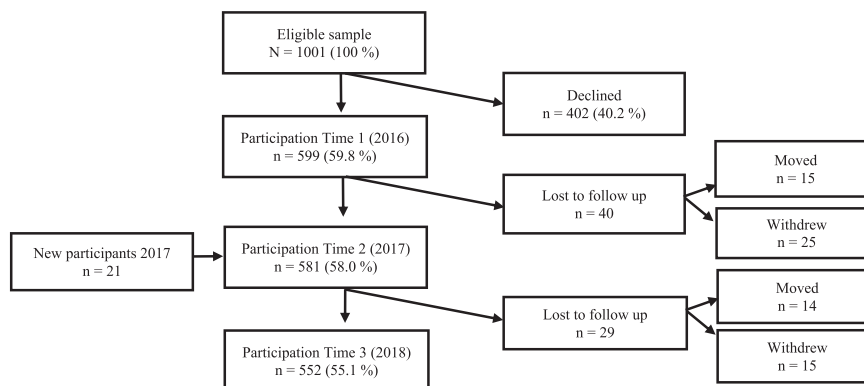 Eligible sample
N = 1001 (100 %)
Declined
n = 402 (40.2 %)
Participation Time 1 (2016)
n = 599 (59.8 %)
Moved
n = 15
Lost to follow up
n = 40
Withdrew
n = 25
New participants 2017
n = 21
Participation Time 2 (2017)
n = 581 (58.0 %)
Moved
n = 14
Lost to follow up
n = 29
Withdrew
n = 15
Participation Time 3 (2018)
n = 552 (55.1 %)